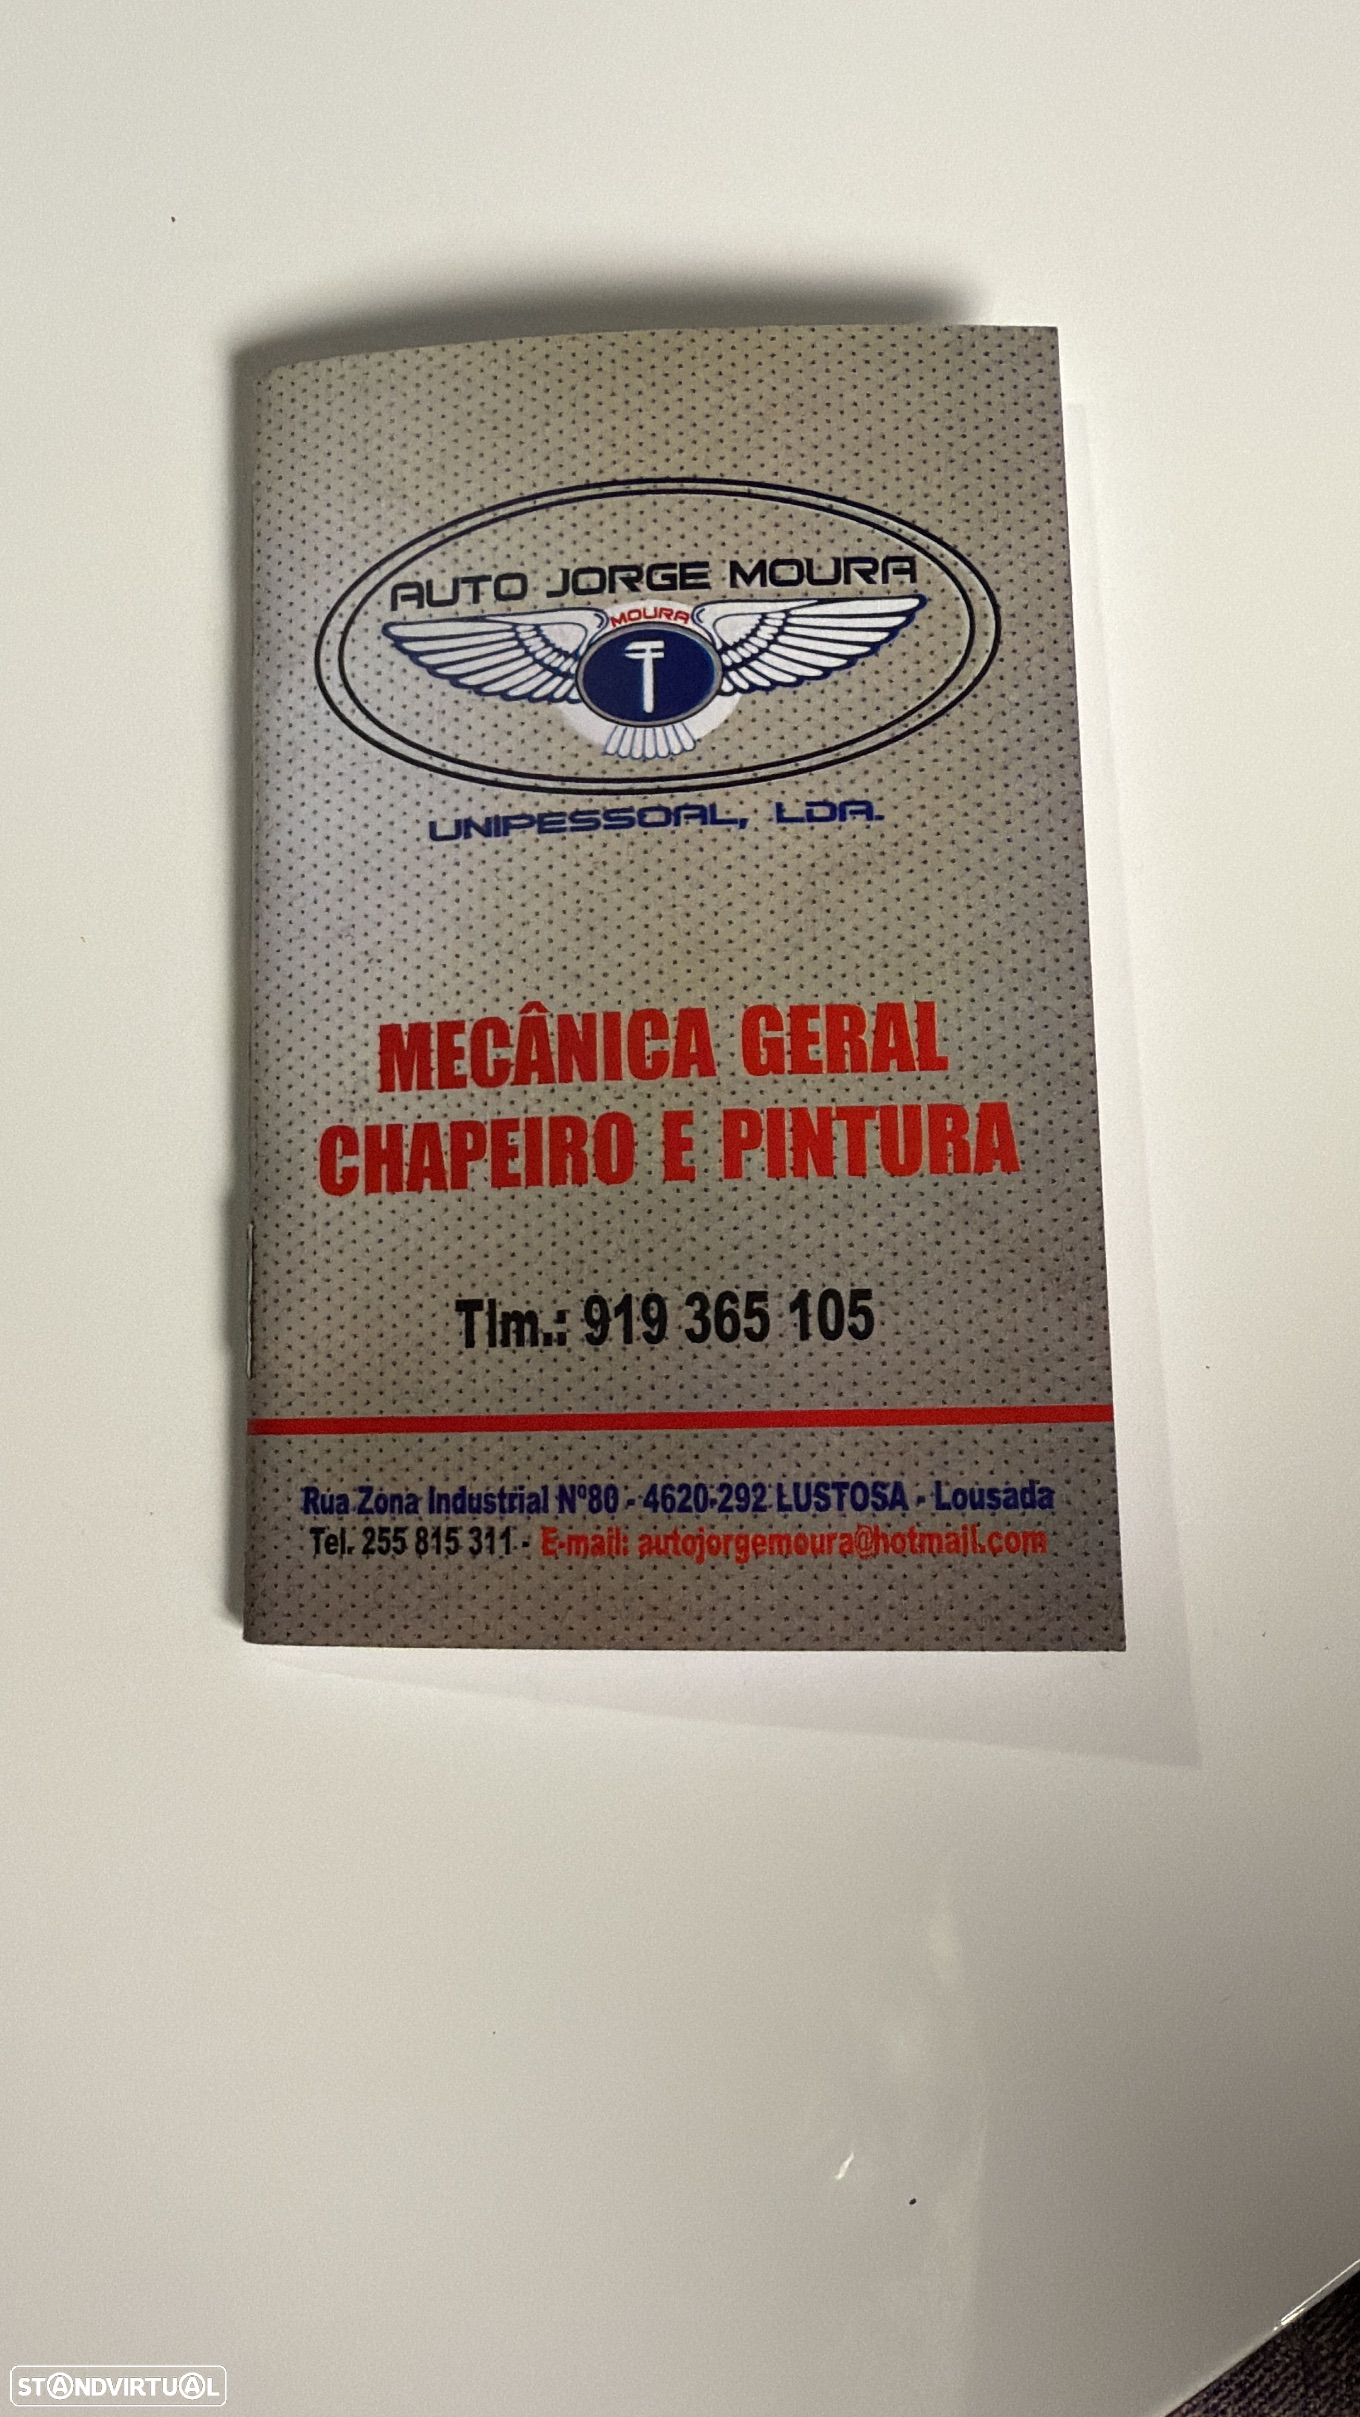 AUTO JORGE MOURA
MOURA
UNIPESSOAL, LDA.
MECÂNICA GERAL
CHAPEIRO E PINTURA
Tlm.: 919 365 105
Rua Zona Industrial Nº80 - 4620-292 LUSTOSA - Lousada
Tel. 255 815 311 - E-mail: autojorgemoura@hotmail.com
STANDVIRTUAL